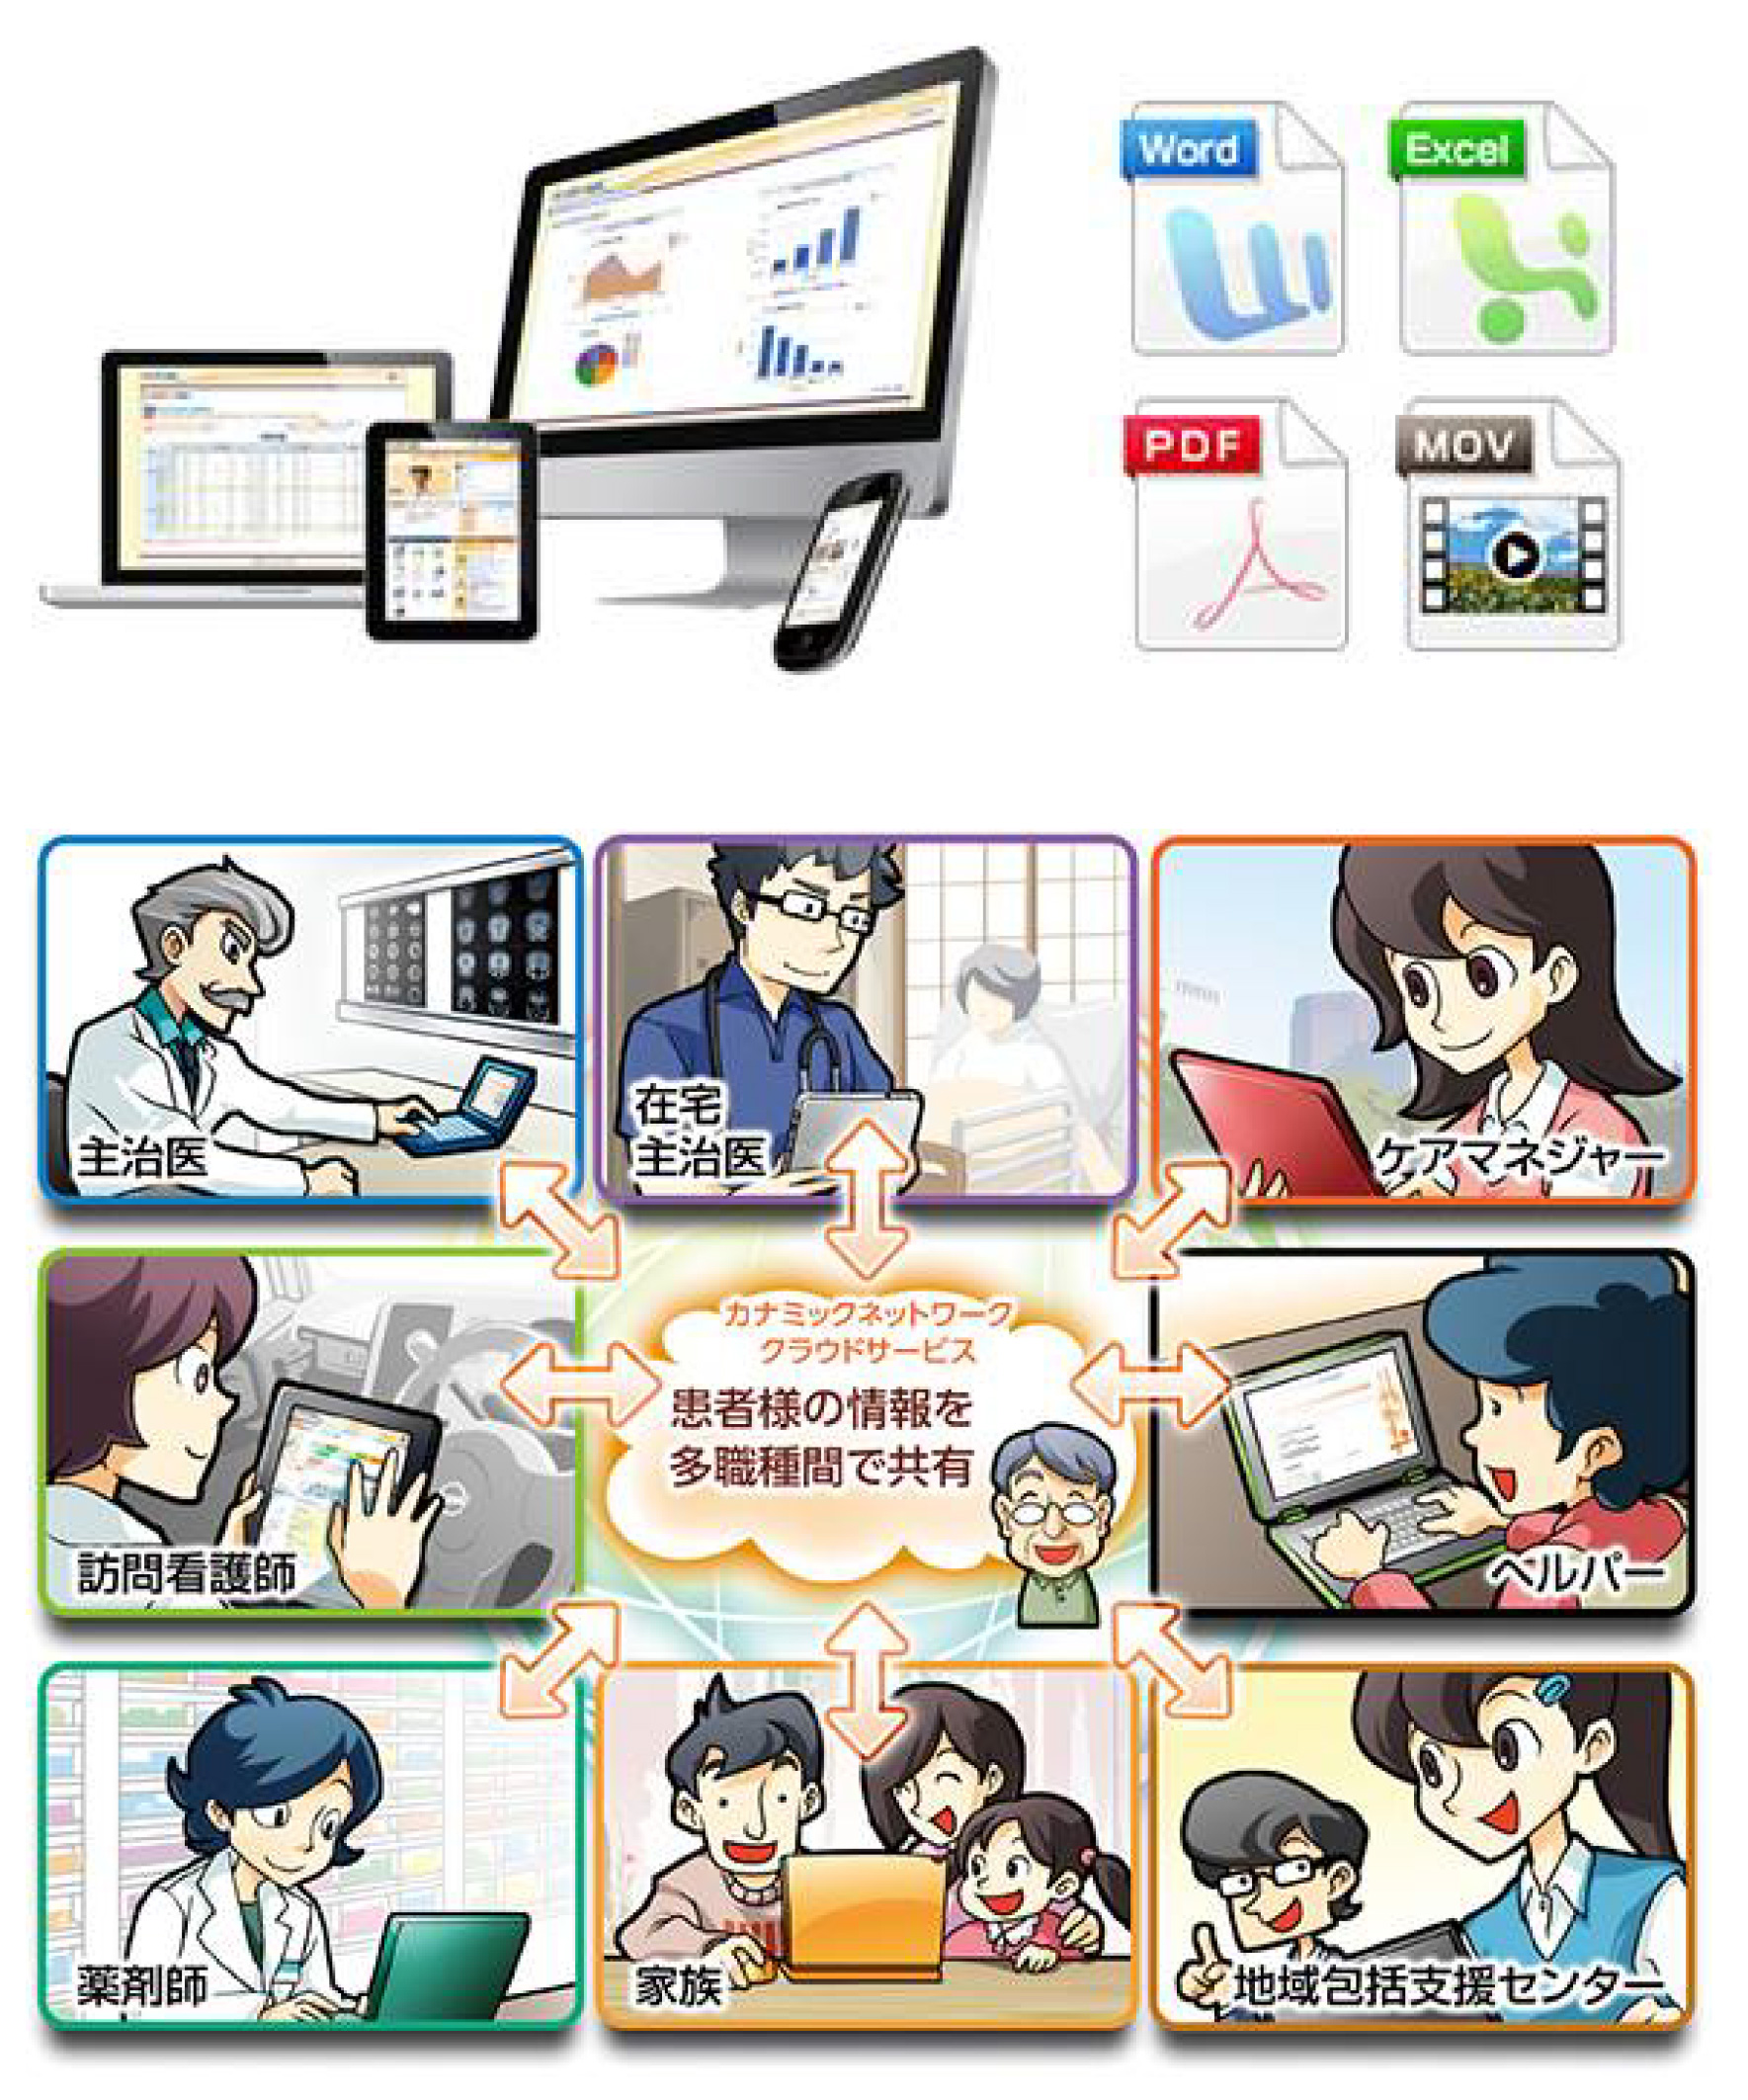 Word
Excel
PDF
MOV
主治医
在宅
主治医
ケアマネジャー
カナミックネットワーク
クラウドサービス
患者様の情報を
多職種間で共有
訪問看護師
ヘルパー
薬剤師
家族
地域包括支援センター